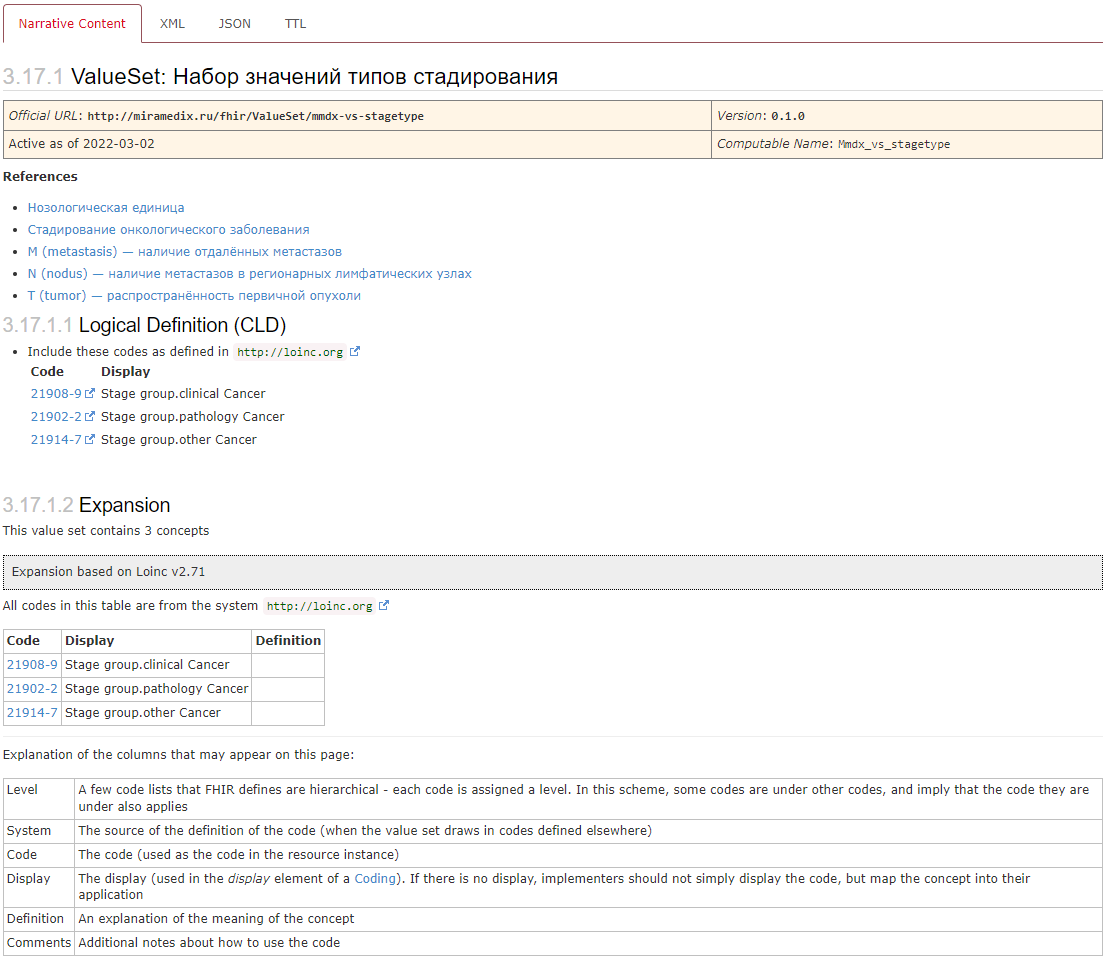 Narrative Content XML JSON TTL
3.17.1 ValueSet: Набор значений типов стадирования
Official URL: http://miramedix.ru/fhir/ValueSet/mmdx-vs-stagetype Version: 0.1.0
Active as of 2022-03-02 Computable Name: Mmdx_vs_stagetype
References
• Нозологическая единица
• Стадирование онкологического заболевания
• M (metastasis) — наличие отдалённых метастазов
• N (nodus) — наличие метастазов в регионарных лимфатических узлах
• T (tumor) — распространённость первичной опухоли
3.17.1.1 Logical Definition (CLD)
• Include these codes as defined in http://loinc.org
Code Display
21908-9 Stage group.clinical Cancer
21902-2 Stage group.pathology Cancer
21914-7 Stage group.other Cancer
3.17.1.2 Expansion
This value set contains 3 concepts
Expansion based on Loinc v2.71
All codes in this table are from the system http://loinc.org
Code Display Definition
21908-9 Stage group.clinical Cancer
21902-2 Stage group.pathology Cancer
21914-7 Stage group.other Cancer
Explanation of the columns that may appear on this page:
Level A few code lists that FHIR defines are hierarchical - each code is assigned a level. In this scheme, some codes are under other codes, and imply that the code they are
under also applies
System The source of the definition of the code (when the value set draws in codes defined elsewhere)
Code The code (used as the code in the resource instance)
Display The display (used in the display element of a Coding). If there is no display, implementers should not simply display the code, but map the concept into their
application
Definition An explanation of the meaning of the concept
Comments Additional notes about how to use the code